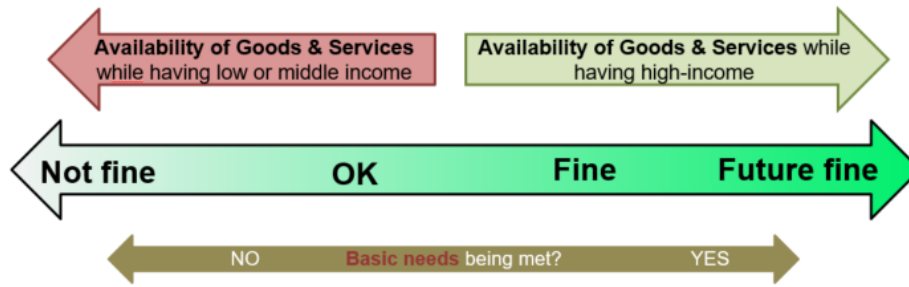 Availability of Goods & Services
while having low or middle income
Availability of Goods & Services while
having high-income
Not fine
OK
Fine
Future fine
NO
Basic needs being met?
YES